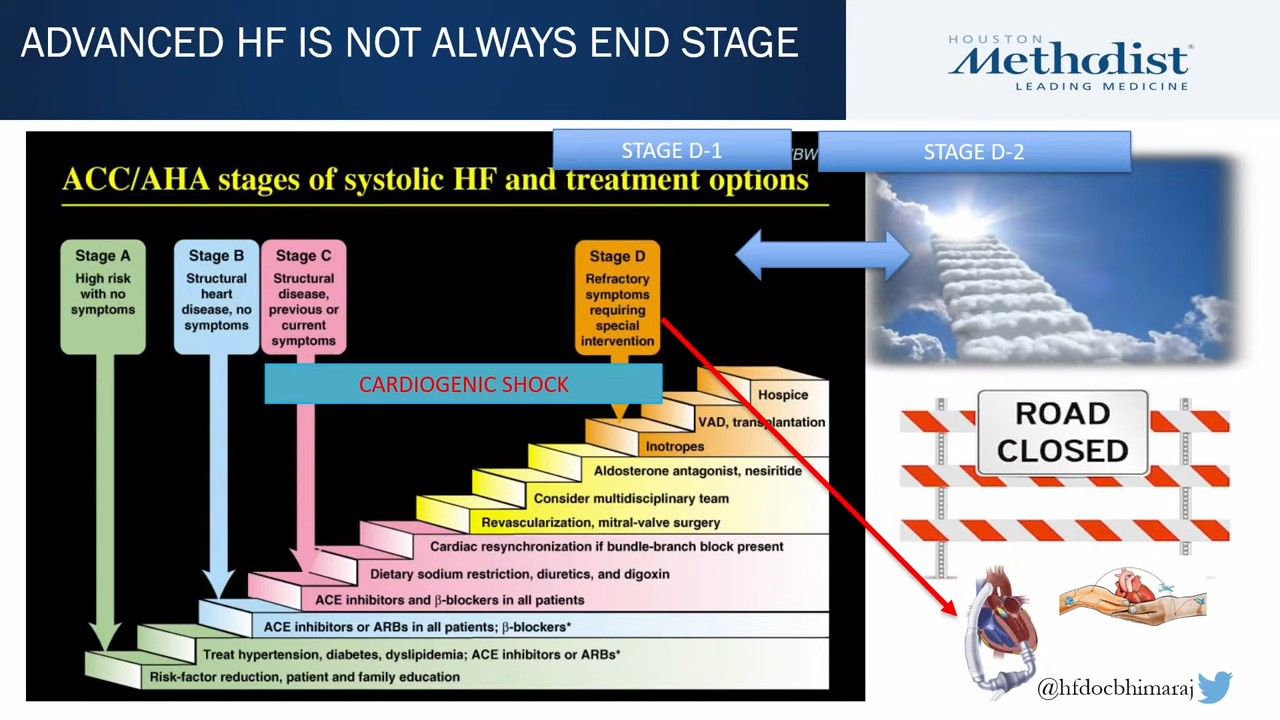 ADVANCED HF IS NOT ALWAYS END STAGE
HOUSTON
Methodist®
LEADING MEDICINE
STAGE D-1
STAGE D-2
ACC/AHA stages of systolic HF and treatment options
Stage A
High risk
with no
symptoms
Stage B
Structural
heart
disease, no
symptoms
Stage C
Structural
disease,
previous or
current
symptoms
Stage D
Refractory
symptoms
requiring
special
intervention
CARDIOGENIC SHOCK
Hospice
VAD, transplantation
Inotropes
Aldosterone antagonist, nesiritide
Consider multidisciplinary team
Revascularization, mitral-valve surgery
Cardiac resynchronization if bundle-branch block present
Dietary sodium restriction, diuretics, and digoxin
ACE inhibitors and β-blockers in all patients
ACE inhibitors or ARBs in all patients; β-blockers*
Treat hypertension, diabetes, dyslipidemia; ACE inhibitors or ARBs*
Risk-factor reduction, patient and family education
ROAD
CLOSED
@hfdocbhimaraj